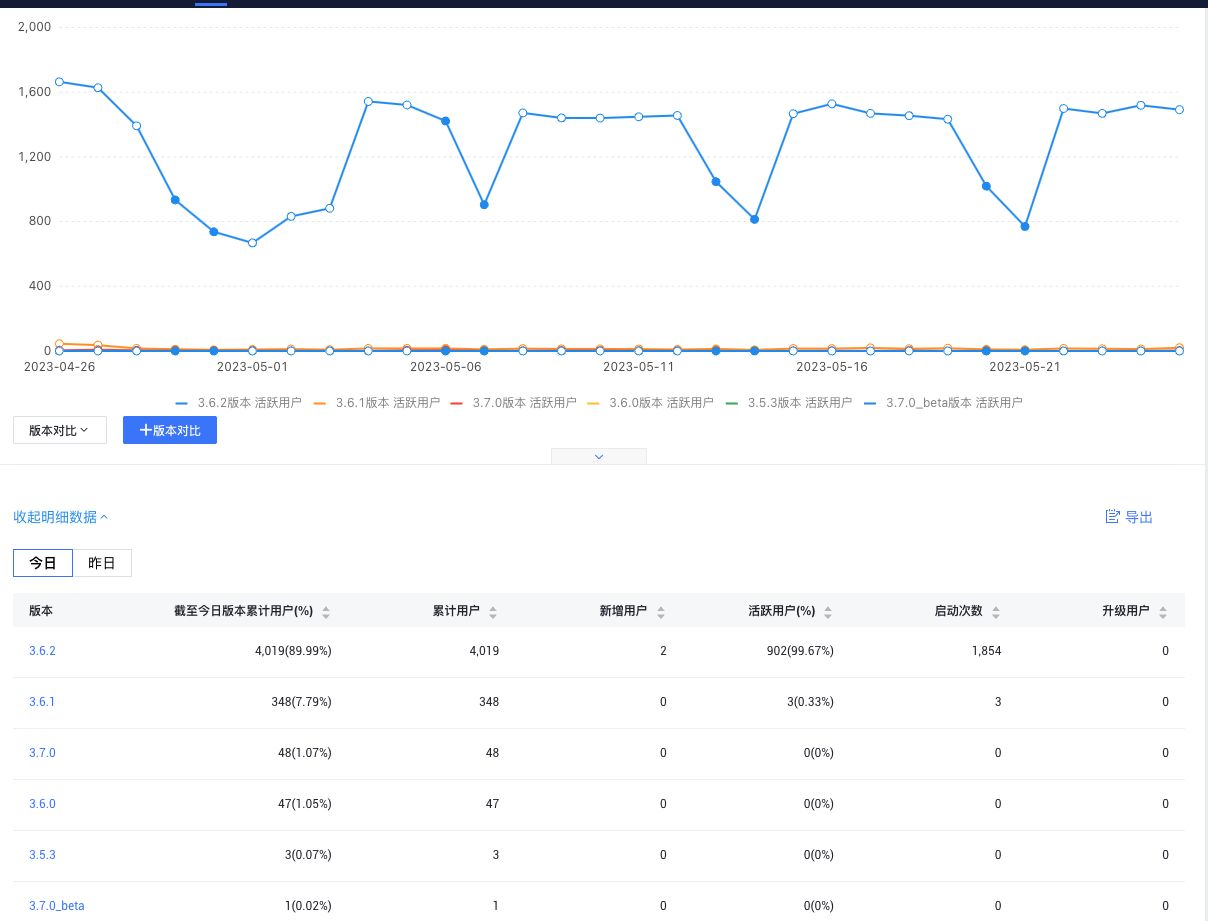 2,000
1,600
1,200
800
400
0
2023-04-26 2023-05-01 2023-05-06 2023-05-11 2023-05-16 2023-05-21
3.6.2版本 活跃用户 3.6.1版本 活跃用户 3.7.0版本 活跃用户 3.6.0版本 活跃用户 3.5.3版本 活跃用户 3.7.0_beta版本 活跃用户
版本对比 +版本对比
收起明细数据 导出
今日 昨日
版本 截至今日版本累计用户(%) 累计用户 新增用户 活跃用户(%) 启动次数 升级用户
3.6.2 4,019(89.99%) 4,019 2 902(99.67%) 1,854 0
3.6.1 348(7.79%) 348 0 3(0.33%) 3 0
3.7.0 48(1.07%) 48 0 0(0%) 0 0
3.6.0 47(1.05%) 47 0 0(0%) 0 0
3.5.3 3(0.07%) 3 0 0(0%) 0 0
3.7.0_beta 1(0.02%) 1 0 0(0%) 0 0